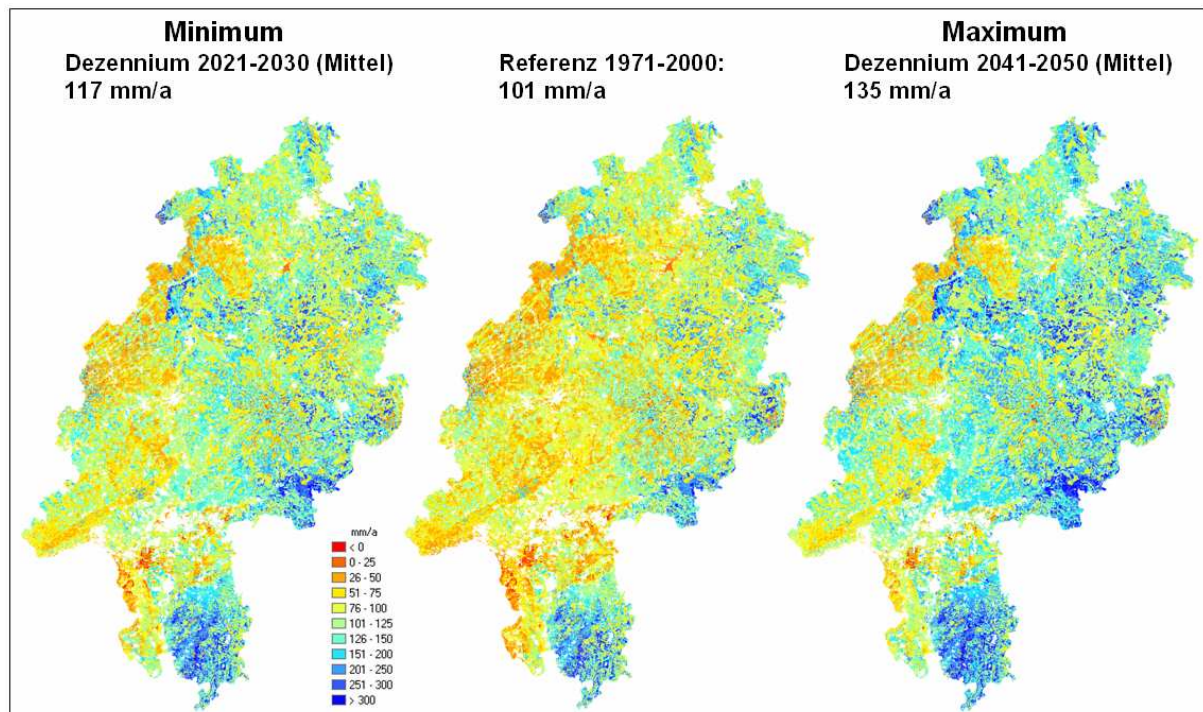 Minimum
Dezennium 2021-2030 (Mittel)
117 mm/a
Referenz 1971-2000:
101 mm/a
Maximum
Dezennium 2041-2050 (Mittel)
135 mm/a
mm/a
< 0
0 - 25
26 - 50
51 - 75
76 - 100
101 - 125
126 - 150
151 - 200
201 - 250
251 - 300
> 300